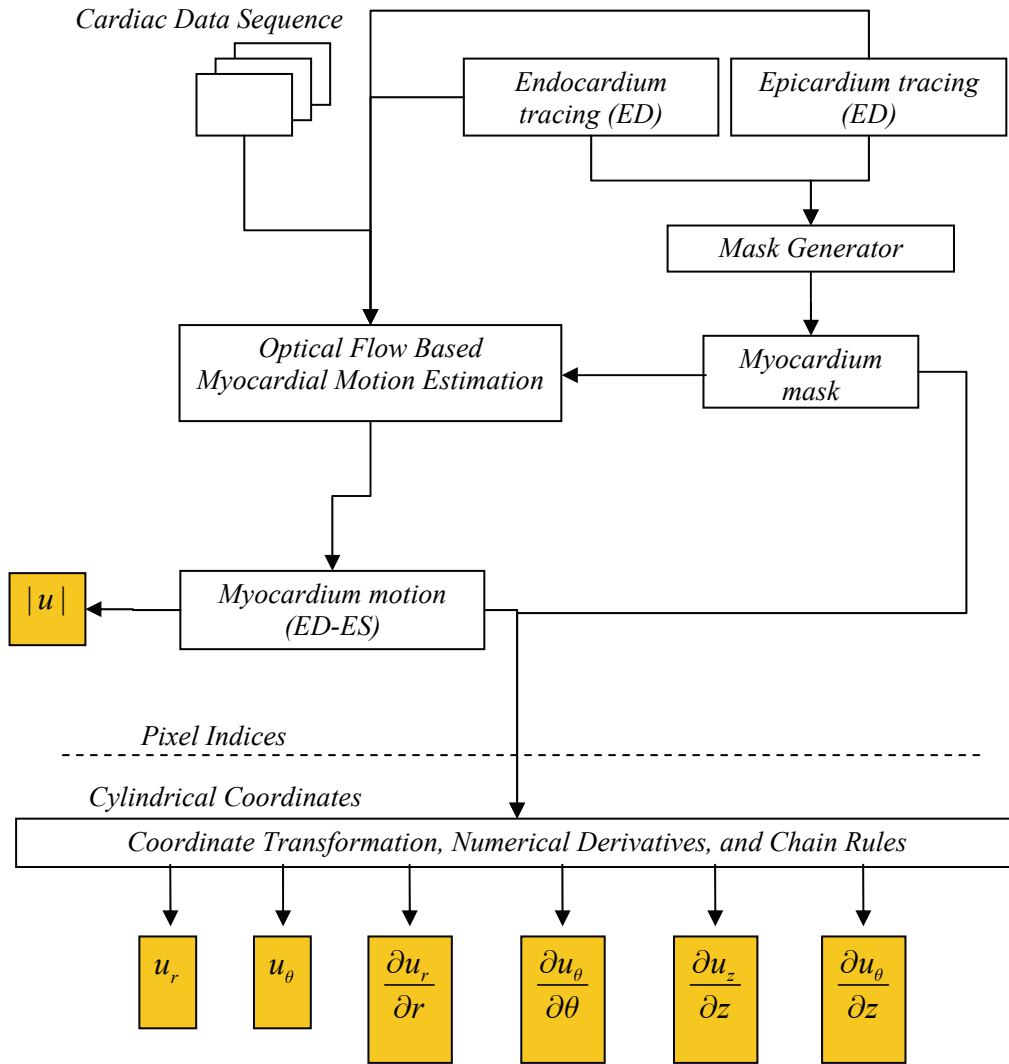 Cardiac Data Sequence
Endocardium
tracing (ED)
Epicardium tracing
(ED)
Mask Generator
Optical Flow Based
Myocardial Motion Estimation
Myocardium
mask
|u|
Myocardium motion
(ED-ES)
Pixel Indices
Cylindrical Coordinates
Coordinate Transformation, Numerical Derivatives, and Chain Rules
u_r
u_θ
∂u_r/∂r
∂u_θ/∂θ
∂u_z/∂z
∂u_θ/∂z